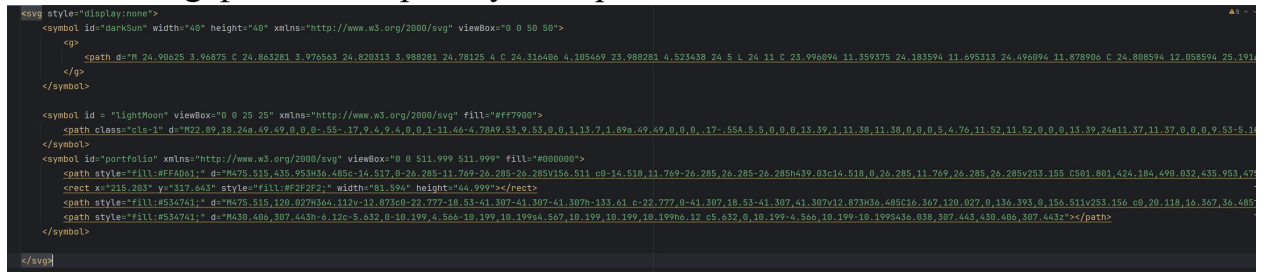 <svg style="display:none">
<symbol id="darkSun" width="40" height="40" xmlns="http://www.w3.org/2000/svg" viewBox="0 0 50 50">
<g>
<path d="M 24.90625 3.96875 C 24.863281 3.976563 24.820313 3.988281 24.78125 4 C 24.316406 4.105469 23.988281 4.523438 24 5 L 24 11 C 23.996094 11.359375 24.183594 11.695313 24.496094 11.878906 C 24.808594 12.058594 25.191
</g>
</symbol>
<symbol id = "lightMoon" viewBox="0 0 25 25" xmlns="http://www.w3.org/2000/svg" fill="#ff7900">
<path class="cls-1" d="M22.89,18.24a.49.49,0,0,0-.55-.17,9.4,9.4,0,0,1-11.46-4.78A9.53,9.53,0,0,1,13.7,1.89a.49.49,0,0,0,.17-.55A.5.5,0,0,0,13.39,1,11.38,11.38,0,0,0,5,4.76,11.52,11.52,0,0,0,13.39,24a11.37,11.37,0,0,0,9.53-5.1
</symbol>
<symbol id="portfolio" xmlns="http://www.w3.org/2000/svg" viewBox="0 0 511.999 511.999" fill="#000000">
<path style="fill:#FFAD61;" d="M475.515,435.953H36.485c-14.517,0-26.285-11.769-26.285-26.285V156.511 c0-14.518,11.769-26.285,26.285-26.285h439.03c14.518,0,26.285,11.769,26.285,26.285v253.155 C501.801,424.184,490.032,435.953,475
<rect x="215.203" y="317.643" style="fill:#F2F2F2;" width="81.594" height="44.999"></rect>
<path style="fill:#534741;" d="M475.515,120.027H364.112v-12.873c0-22.777-18.53-41.307-41.307-41.307h-133.61 c-22.777,0-41.307,18.53-41.307,41.307v12.873H36.485C16.367,120.027,0,136.393,0,156.511v253.156 c0,20.118,16.367,36.485
<path style="fill:#534741;" d="M430.406,307.443h-6.12c-5.632,0-10.199,4.566-10.199,10.199s4.567,10.199,10.199,10.199h6.12 c5.632,0,10.199-4.566,10.199-10.199S436.038,307.443,430.406,307.443z"></path>
</symbol>
</svg>